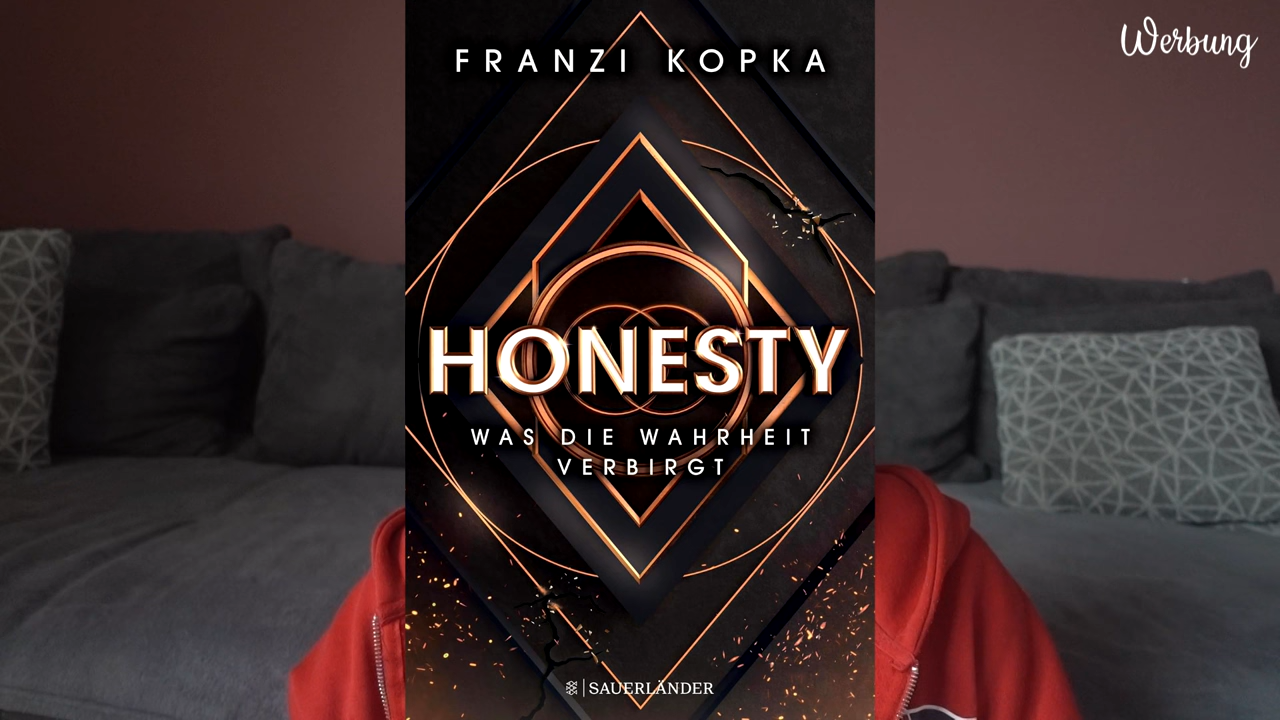 Werbung
FRANZI KOPKA
HONESTY
WAS DIE WAHRHEIT
VERBIRGT
SAUERLÄNDER